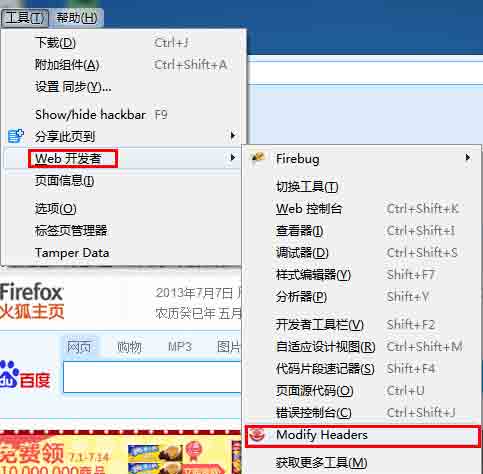 工具(T) 帮助(H)
下载(D) Ctrl+J
附加组件(A) Ctrl+Shift+A
设置 同步(Y)...
Show/hide hackbar F9
分享此页到
Web 开发者
页面信息(I)
选项(O)
标签页管理器
Tamper Data
Firebug
切换工具(T)
Web 控制台 Ctrl+Shift+K
查看器(I) Ctrl+Shift+I
调试器(D) Ctrl+Shift+S
样式编辑器(Y) Shift+F7
分析器(P) Shift+Y
开发者工具栏(V) Shift+F2
自适应设计视图(R) Ctrl+Shift+M
代码片段速记器(S) Shift+F4
页面源代码(O) Ctrl+U
错误控制台(C) Ctrl+Shift+J
Modify Headers
获取更多工具(M)
Firefox
火狐主页
2013年7月7日
农历癸巳年 五月
网页 购物 MP3 图片
du 百度
免费领 7.1-7.14
10,000,000商品